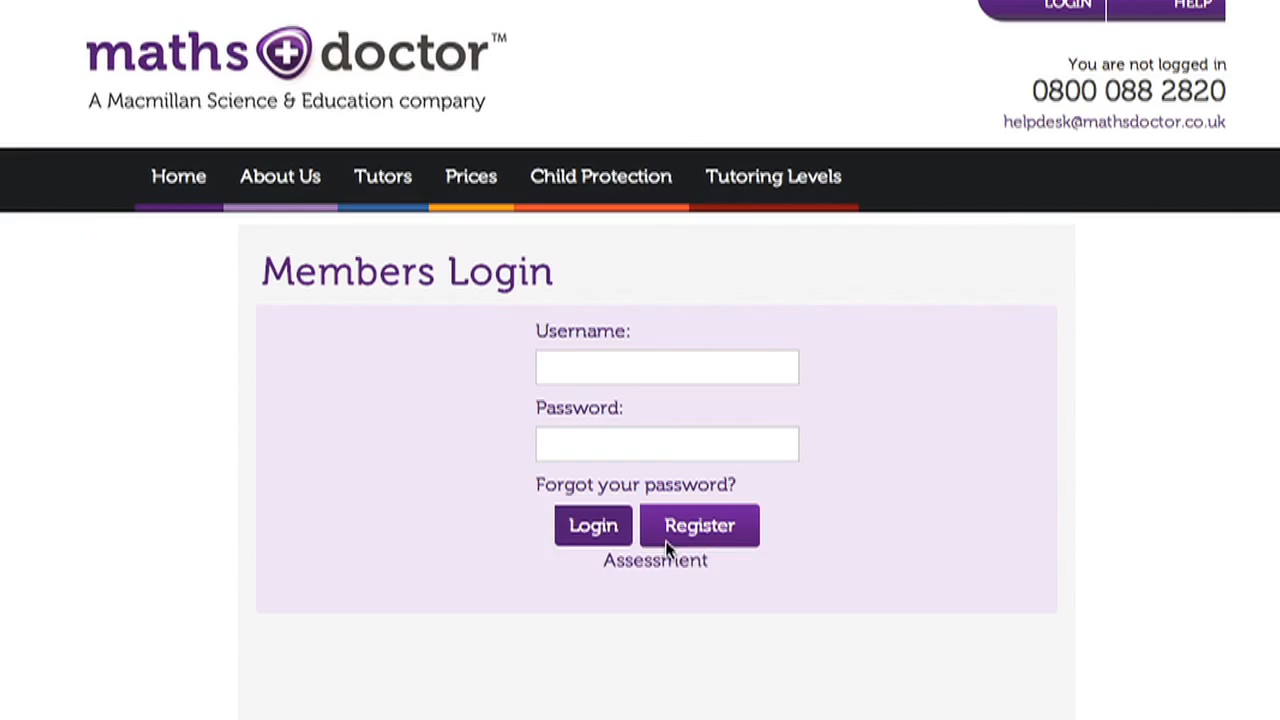 LOGIN HELP
maths doctor™
A Macmillan Science & Education company
You are not logged in
0800 088 2820
helpdesk@mathsdoctor.co.uk
Home About Us Tutors Prices Child Protection Tutoring Levels
Members Login
Username:
Password:
Forgot your password?
Login Register
Assessment